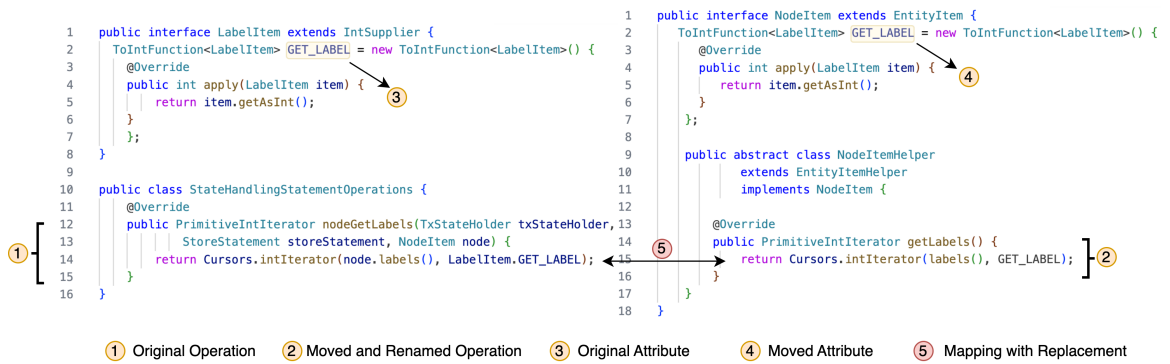 1 public interface LabelItem extends IntSupplier {
2 ToIntFunction<LabelItem> GET_LABEL = new ToIntFunction<LabelItem>() {
3 @Override
4 public int apply(LabelItem item) {
5 return item.getAsInt();
6 }
7 };
8 }
9
10 public class StateHandlingStatementOperations {
11 @Override
12 public PrimitiveIntIterator nodeGetLabels(TxStateHolder txStateHolder,
13 StoreStatement storeStatement, NodeItem node) {
14 return Cursors.intIterator(node.labels(), LabelItem.GET_LABEL);
15 }
16 }
3
1
1 public interface NodeItem extends EntityItem {
2 ToIntFunction<LabelItem> GET_LABEL = new ToIntFunction<LabelItem>() {
3 @Override
4 public int apply(LabelItem item) {
5 return item.getAsInt();
6 }
7 };
8
9 public abstract class NodeItemHelper
10 extends EntityItemHelper
11 implements NodeItem {
12
13 @Override
14 public PrimitiveIntIterator getLabels() {
15 return Cursors.intIterator(labels(), GET_LABEL);
16 }
17 }
18 }
4
5
2
1 Original Operation 2 Moved and Renamed Operation 3 Original Attribute 4 Moved Attribute 5 Mapping with Replacement